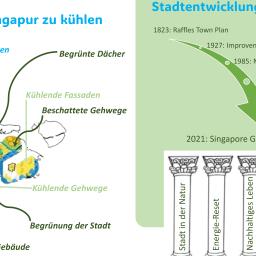 gapur zu kühlen
en
Begrünte Dächer
Kühlende Fassaden
Beschattete Gehwege
Kühlende Gehwege
Begrünung der Stadt
ebäude
Stadtentwicklung
1823: Raffles Town Plan
1927: Improvem
1985: M
2021: Singapore G
Stadt in der Natur
Energie-Reset
Nachhaltiges Leben